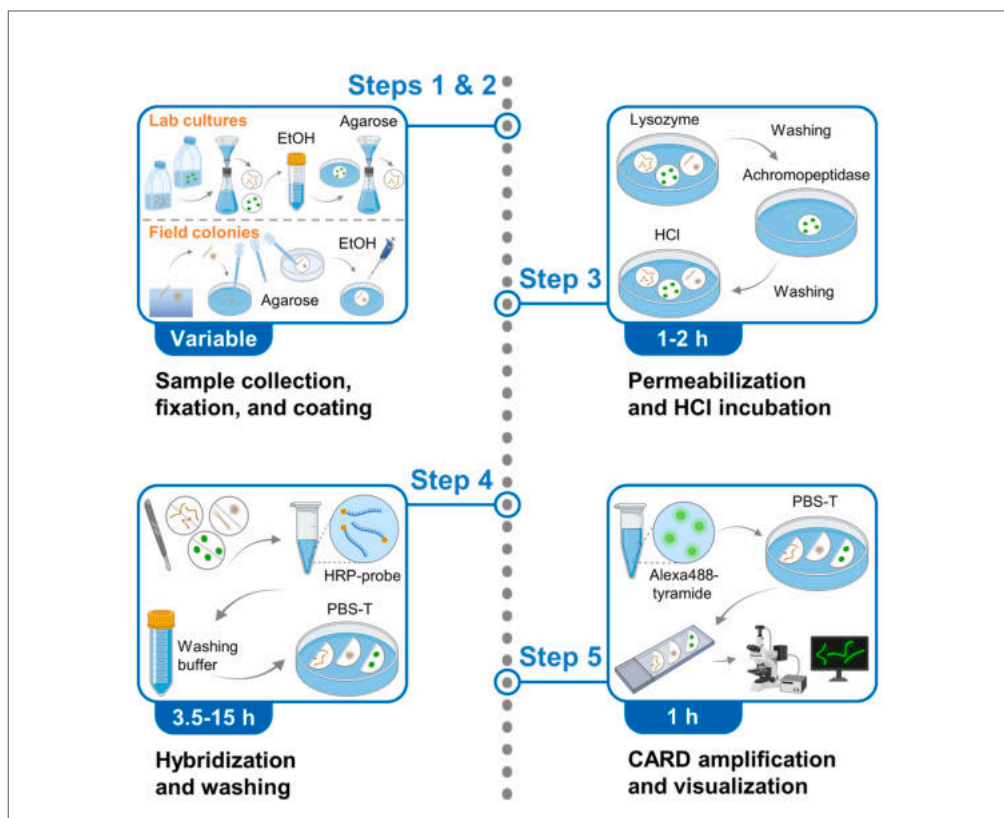 Steps 1 & 2
Lab cultures
EtOH
Agarose
Field colonies
EtOH
Agarose
Variable
Sample collection,
fixation, and coating
Step 3
Lysozyme
Washing
Achromopeptidase
HCl
Washing
1-2 h
Permeabilization
and HCl incubation
Step 4
HRP-probe
Washing
buffer
PBS-T
3.5-15 h
Hybridization
and washing
Step 5
Alexa488-
tyramide
PBS-T
1 h
CARD amplification
and visualization